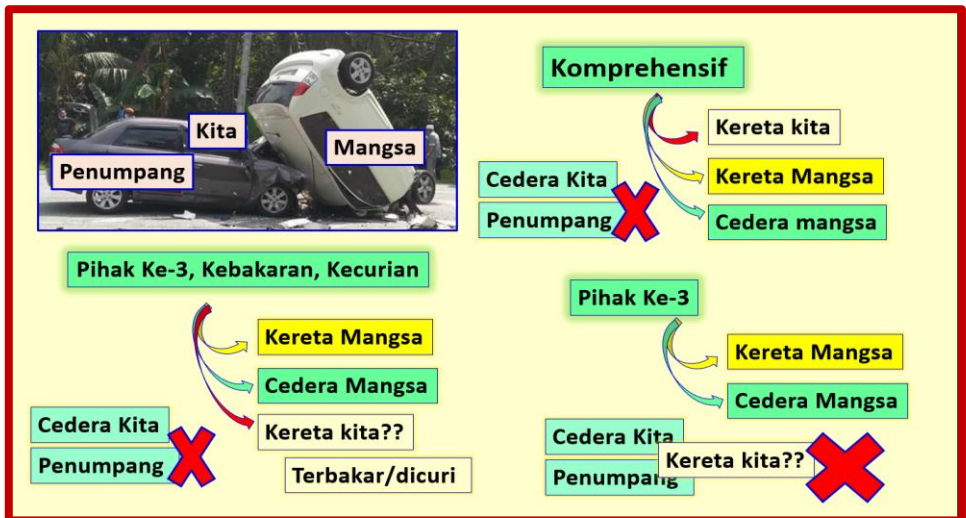 Kita
Penumpang
Mangsa
Komprehensif
Kereta kita
Kereta Mangsa
Cedera mangsa
Cedera Kita
Penumpang
Pihak Ke-3, Kebakaran, Kecurian
Kereta Mangsa
Cedera Mangsa
Kereta kita??
Terbakar/dicuri
Cedera Kita
Penumpang
Pihak Ke-3
Kereta Mangsa
Cedera Mangsa
Cedera Kita
Kereta kita??
Penumpang